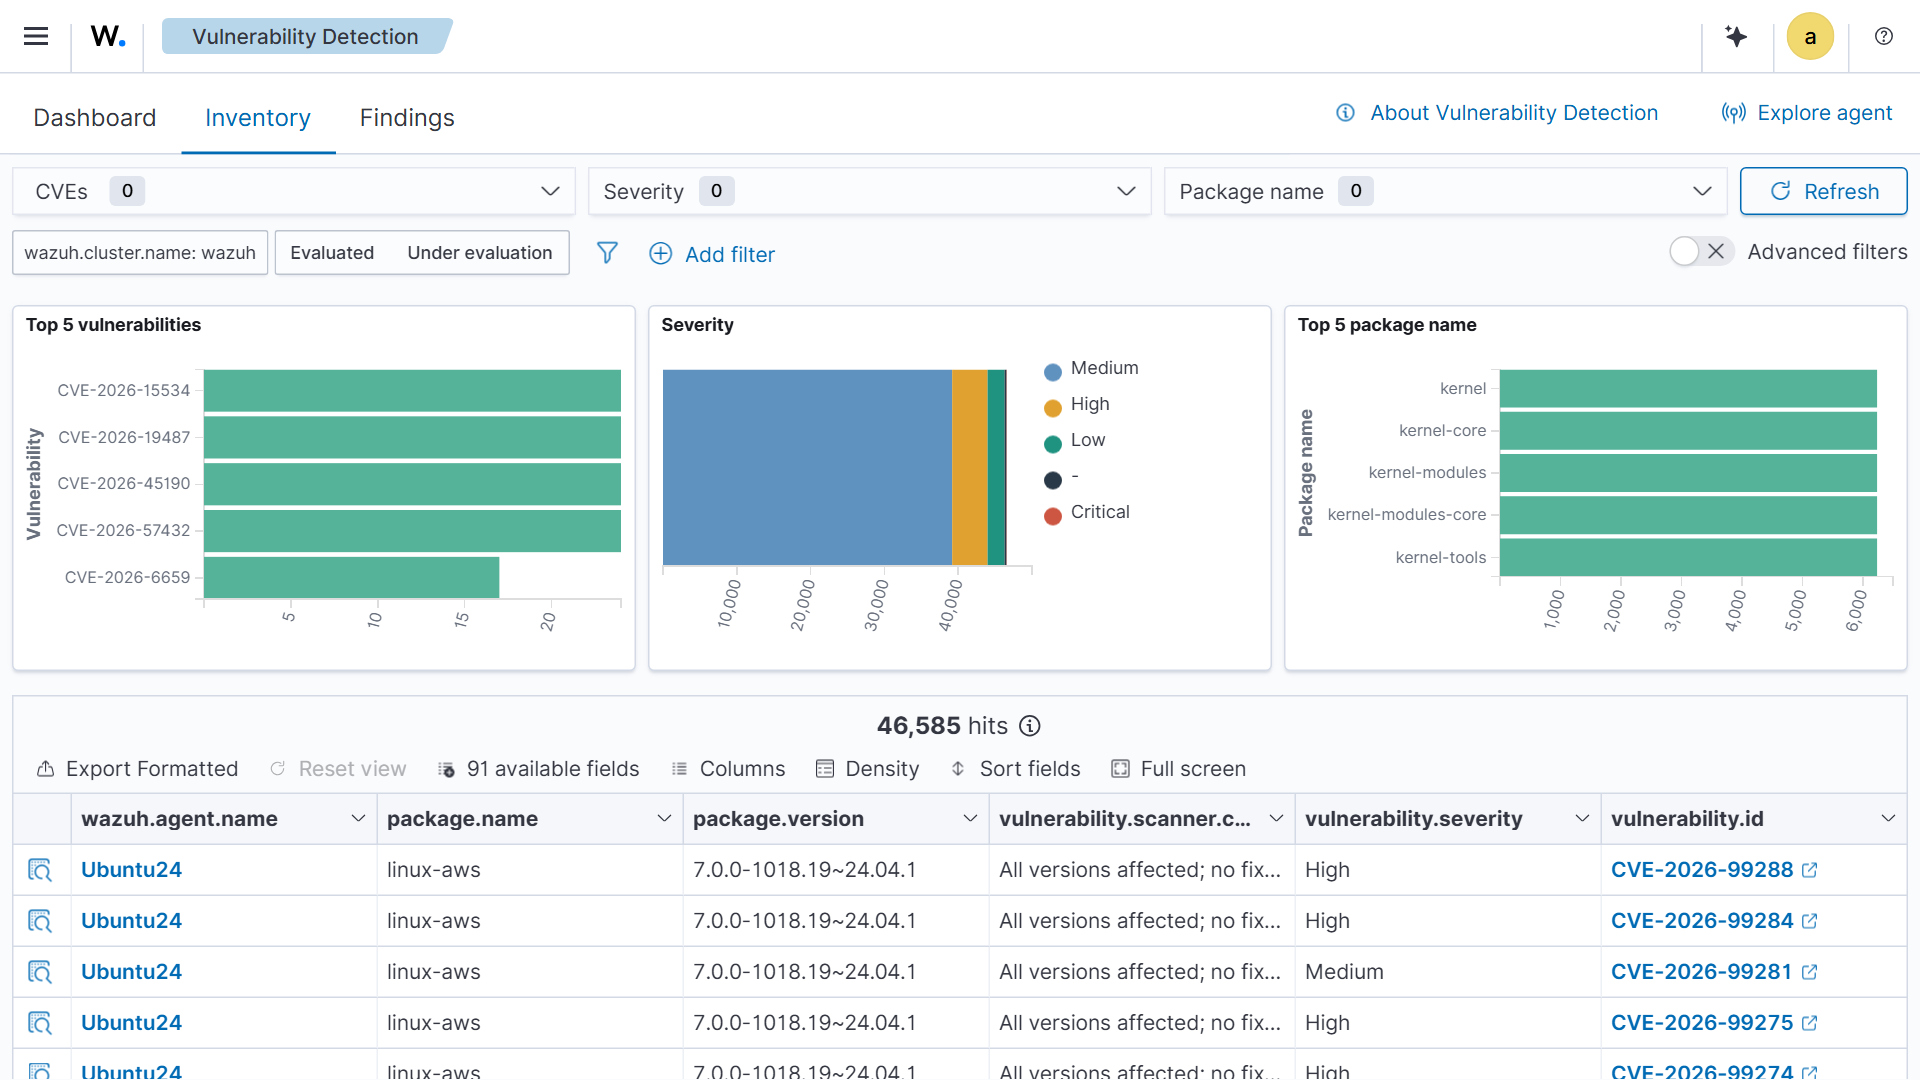 W.
Vulnerability Detection
a
Dashboard
Inventory
Findings
About Vulnerability Detection
Explore agent
CVEs 0
Severity 0
Package name 0
Refresh
wazuh.cluster.name: wazuh
Evaluated
Under evaluation
Add filter
Advanced filters
Top 5 vulnerabilities
Vulnerability
CVE-2026-15534
CVE-2026-19487
CVE-2026-45190
CVE-2026-57432
CVE-2026-6659
5
10
15
20
Severity
10,000
20,000
30,000
40,000
Medium
High
Low
-
Critical
Top 5 package name
Package name
kernel
kernel-core
kernel-modules
kernel-modules-core
kernel-tools
1,000
2,000
3,000
4,000
5,000
6,000
46,585 hits
Export Formatted
Reset view
91 available fields
Columns
Density
Sort fields
Full screen
wazuh.agent.name package.name package.version vulnerability.scanner.c... vulnerability.severity vulnerability.id
Ubuntu24 linux-aws 7.0.0-1018.19~24.04.1 All versions affected; no fix... High CVE-2026-99288
Ubuntu24 linux-aws 7.0.0-1018.19~24.04.1 All versions affected; no fix... High CVE-2026-99284
Ubuntu24 linux-aws 7.0.0-1018.19~24.04.1 All versions affected; no fix... Medium CVE-2026-99281
Ubuntu24 linux-aws 7.0.0-1018.19~24.04.1 All versions affected; no fix... High CVE-2026-99275
Ubuntu24 linux-aws 7.0.0-1018.19~24.04.1 All versions affected; no fix... High CVE-2026-99274